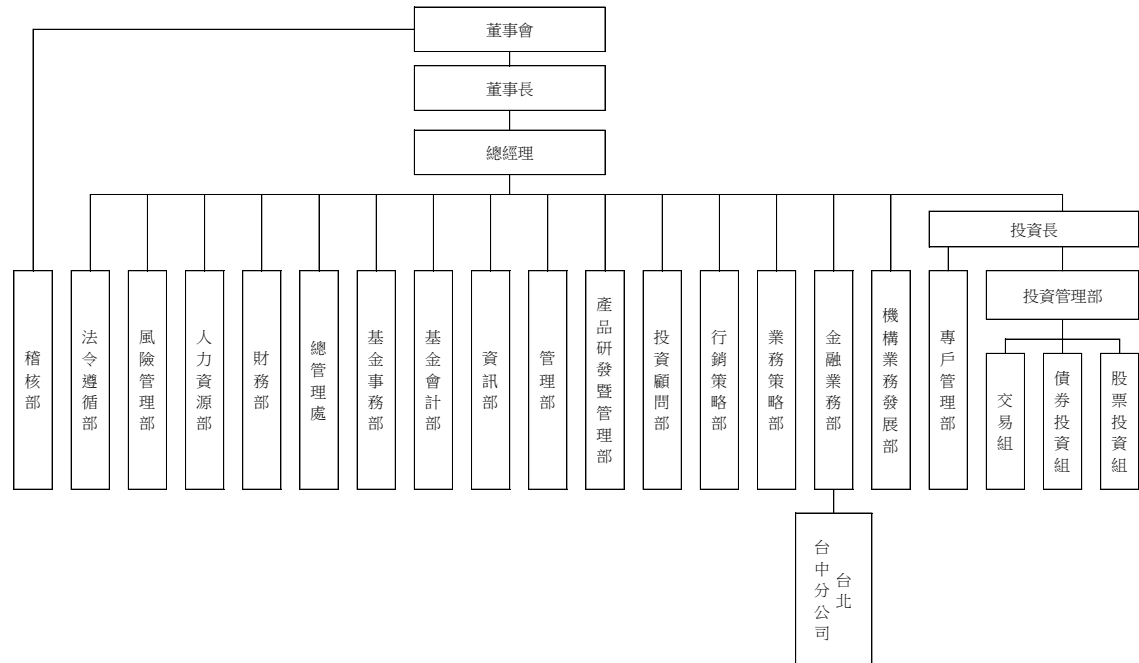 董事會
董事長
總經理
投資長
投資管理部
稽核部
法令遵循部
風險管理部
人力資源部
財務部
總管理處
基金事務部
基金會計部
資訊部
管理部
產品研發暨管理部
投資顧問部
行銷策略部
業務策略部
金融業務部
機構業務發展部
專戶管理部
交易組
債券投資組
股票投資組
台北
台中分公司